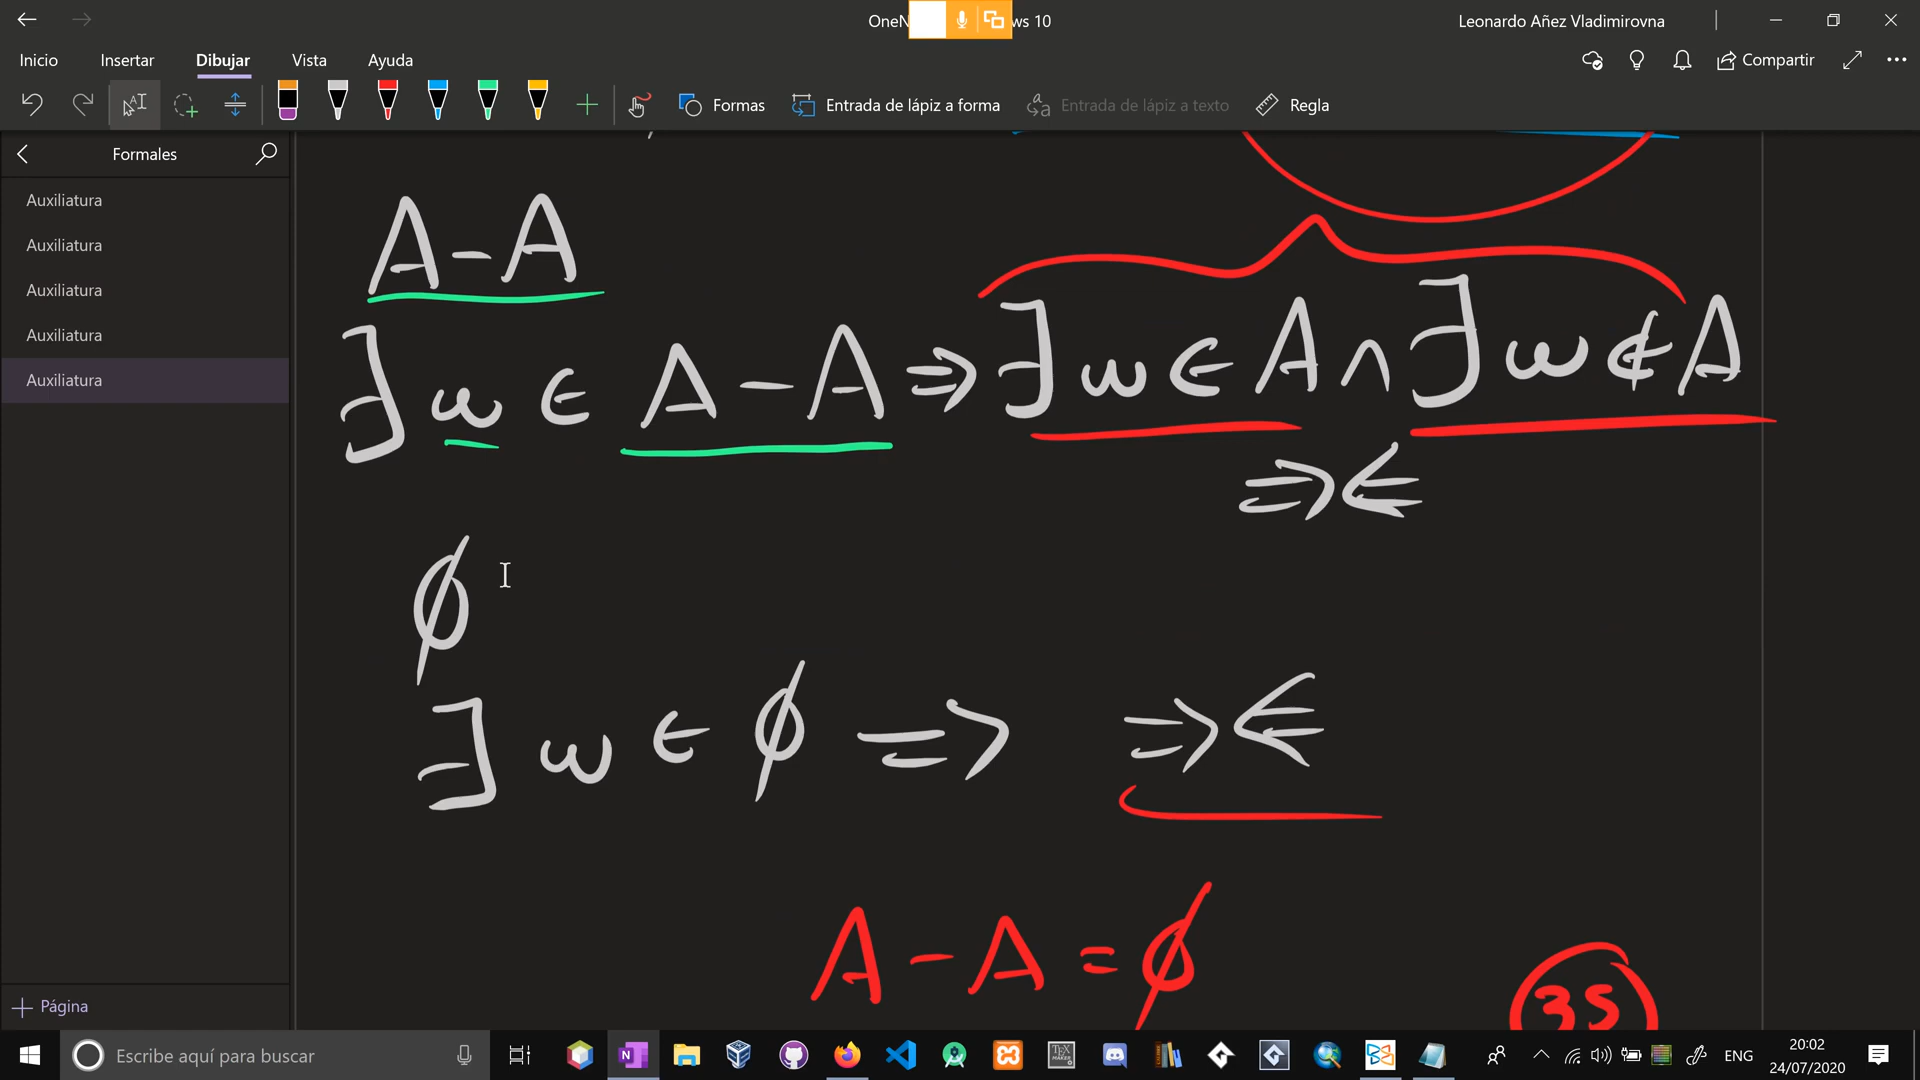 OneN ws 10
Leonardo Añez Vladimirovna
Inicio Insertar Dibujar Vista Ayuda
Compartir
Formas Entrada de lápiz a forma Entrada de lápiz a texto Regla
Formales
Auxiliatura
Auxiliatura
Auxiliatura
Auxiliatura
Auxiliatura
Página
A-A
∃ w ∈ A - A ⇒ ∃ w ∈ A ∧ ∃ w ∉ A
⇒⇐
∅
∃ w ∈ ∅ ⇒ ⇒⇐
A - A = ∅
35
Escribe aquí para buscar
ENG
20:02
24/07/2020